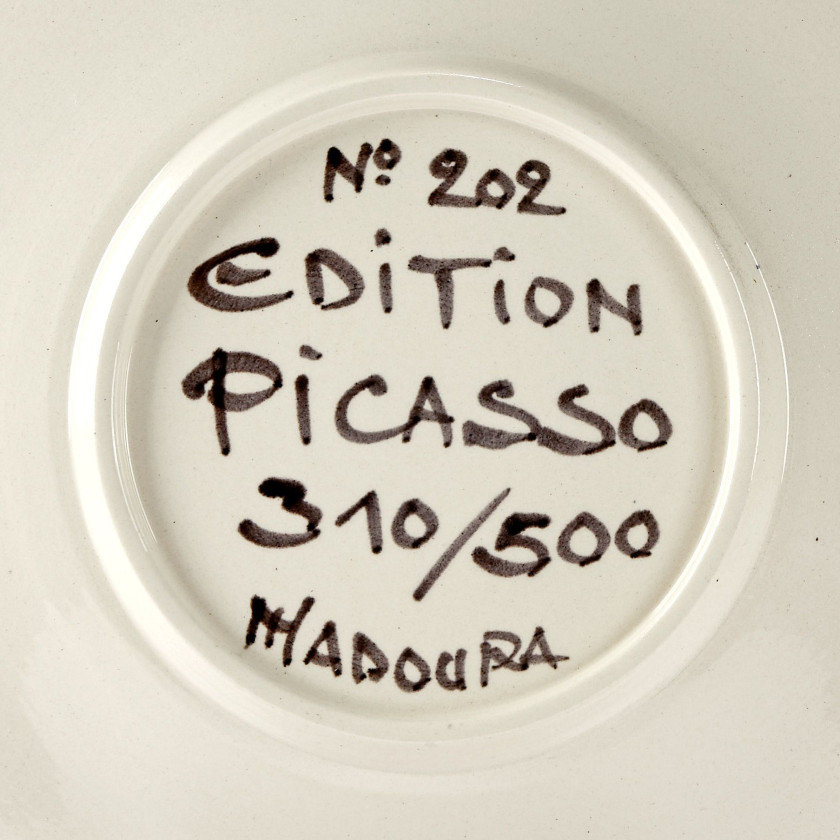 Nº 202
EDiTiON
PiCASSO
310/500
MADOURA